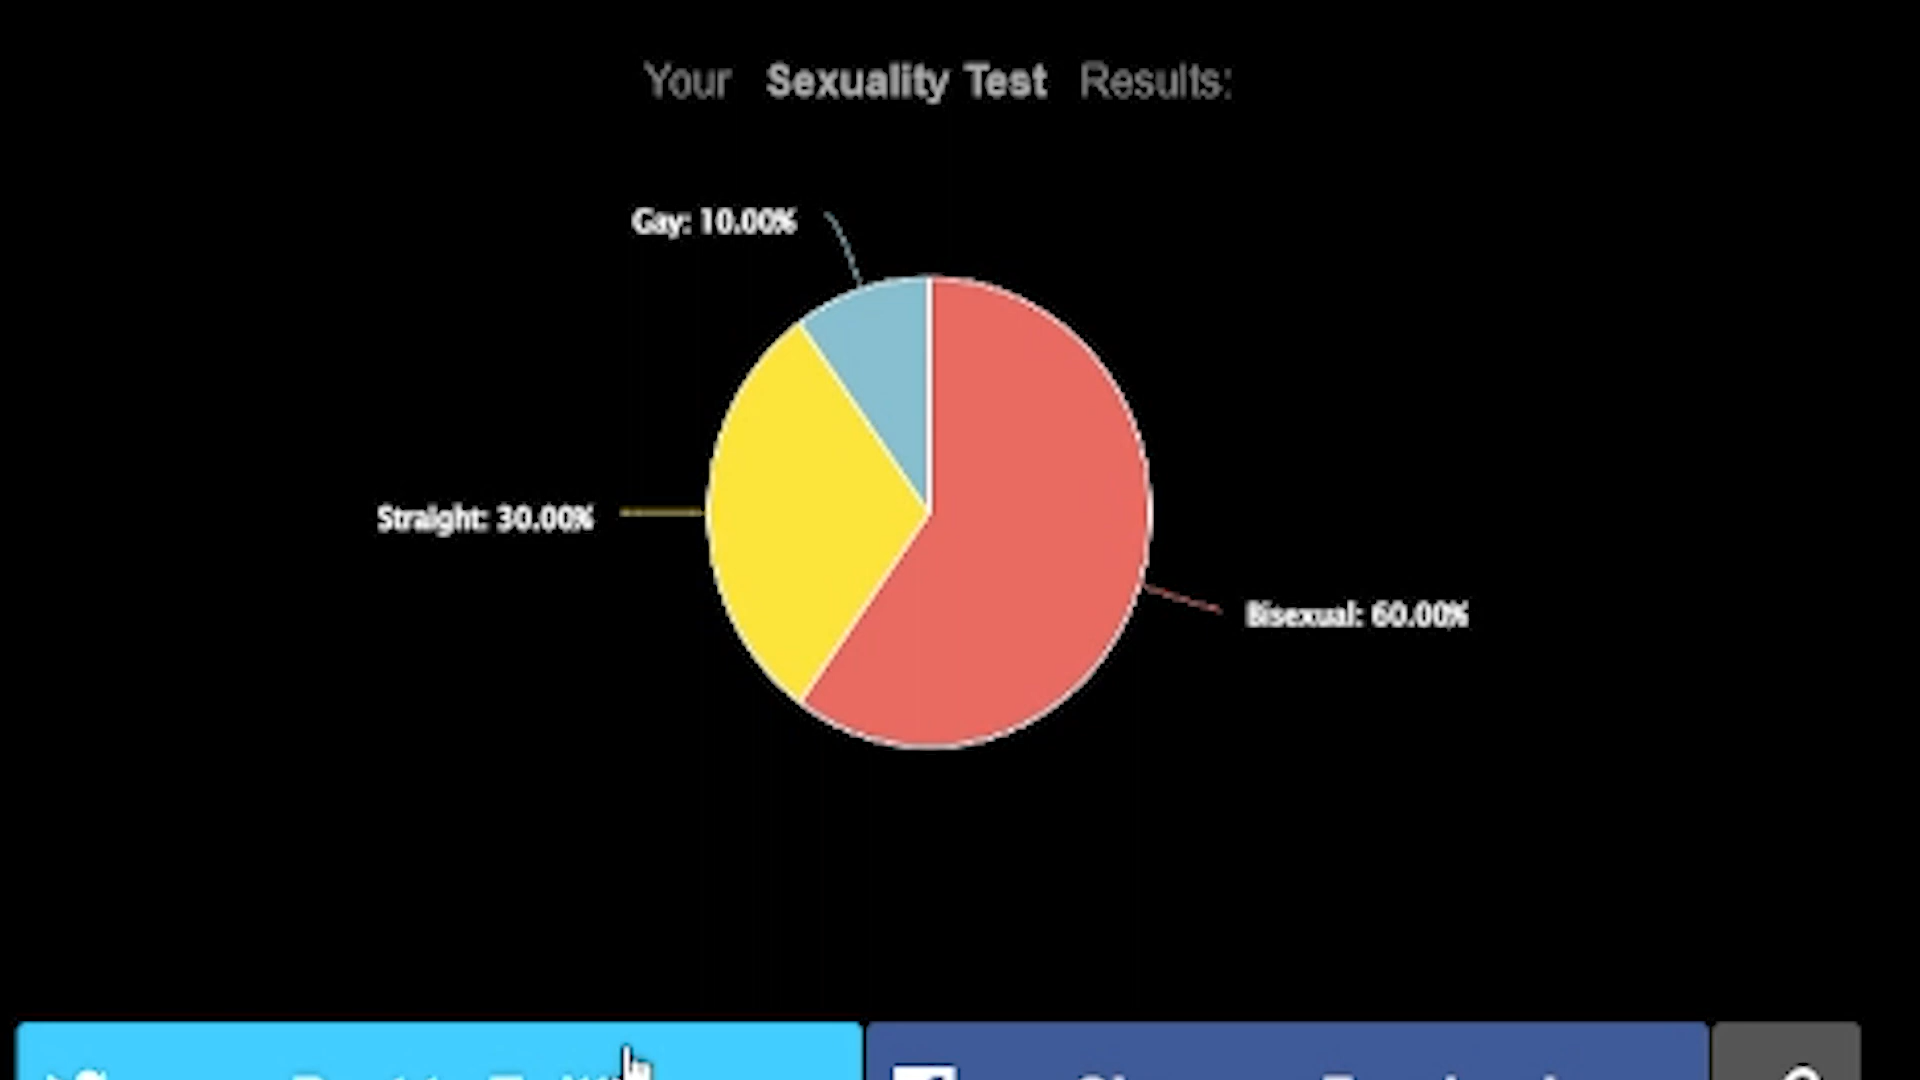 Your Sexuality Test Results:
Gay: 10.00%
Straight: 30.00%
Bisexual: 60.00%